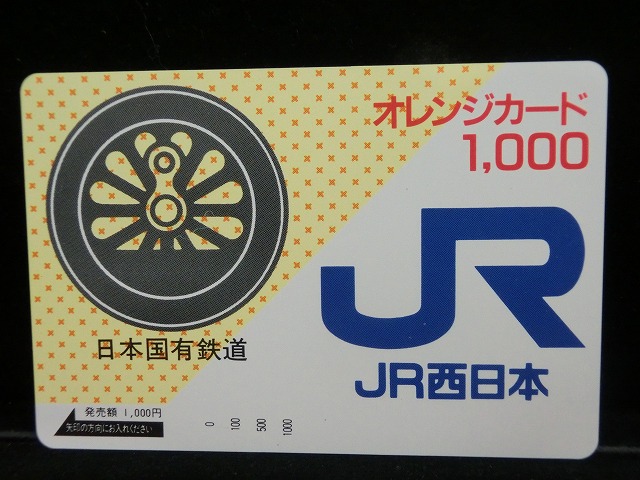 オレンジカード
1,000
JR
JR西日本
日本国有鉄道
発売額 1,000円
矢印の方向にお入れください
0 100 500 1000